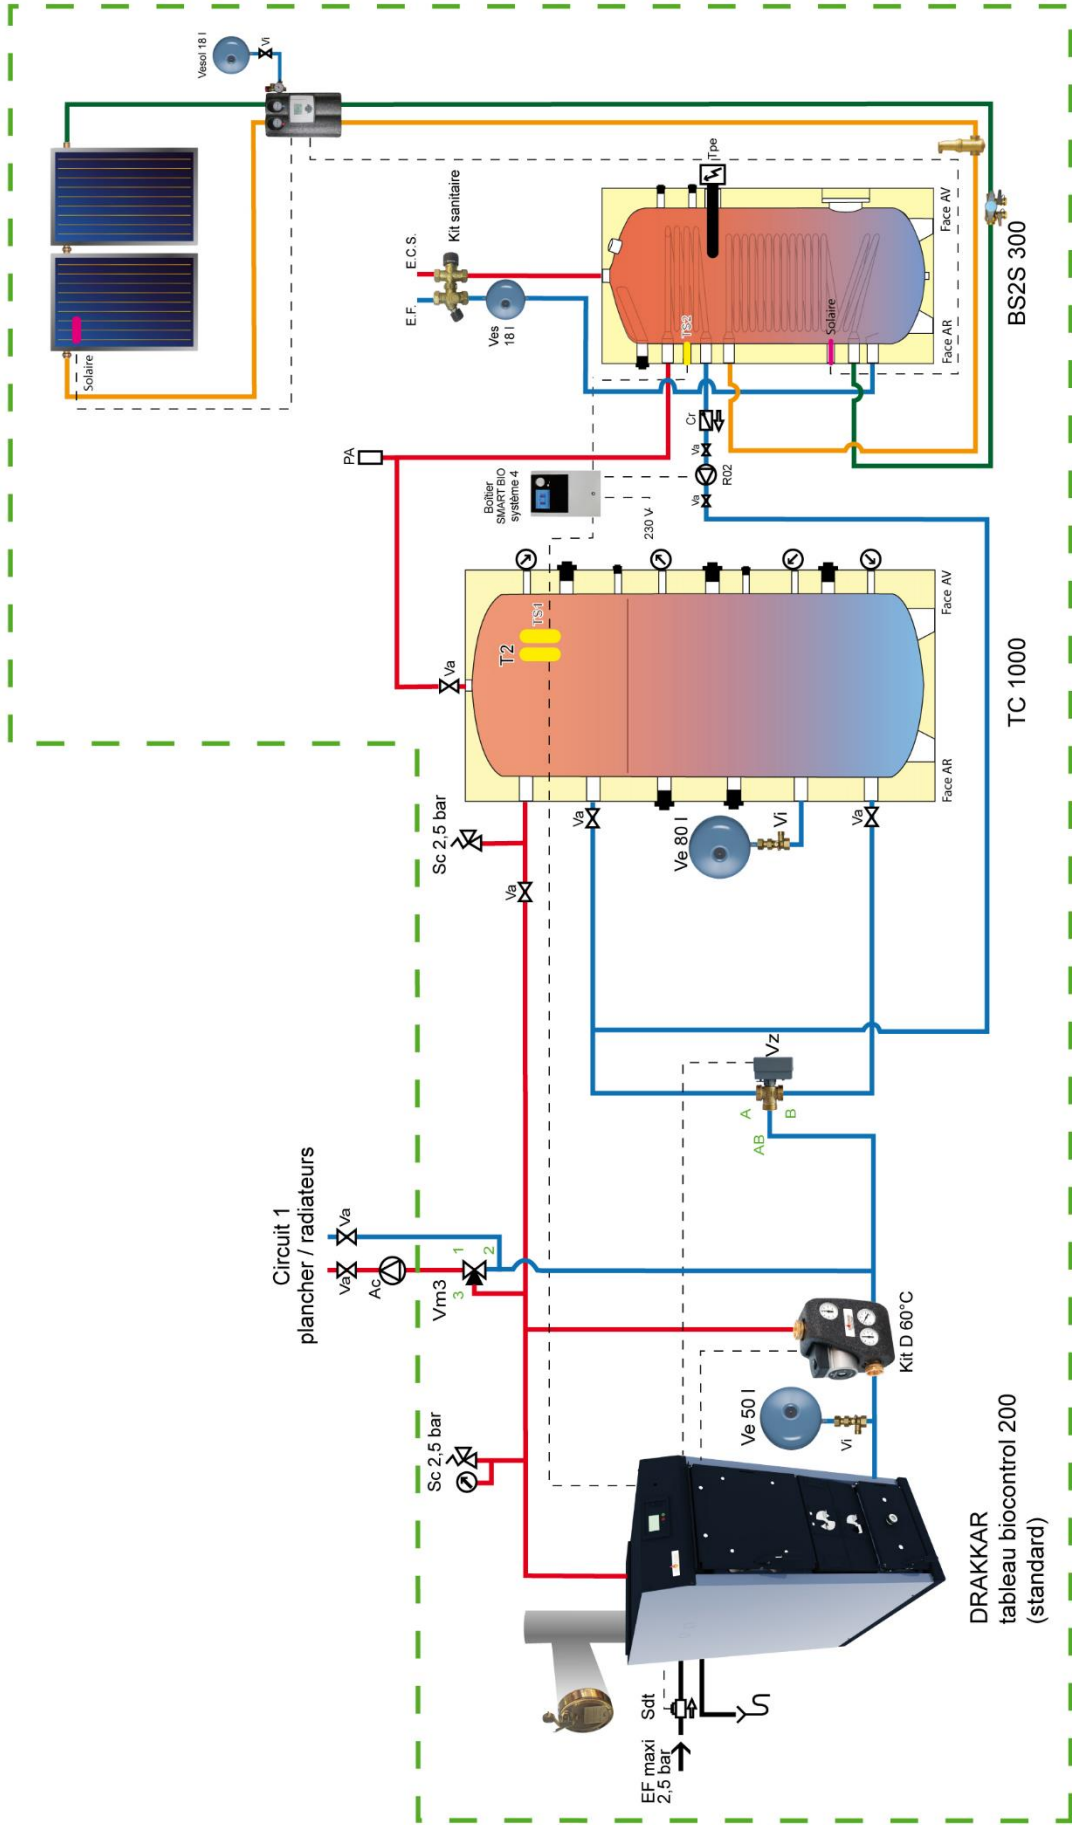 Vesol 18 l
Vi
Solaire
Circuit 1
plancher / radiateurs
Va
Va
Ac
Vm3
1
2
3
Sc 2,5 bar
Sc 2,5 bar
Va
Va
PA
E.F.
E.C.S.
Kit sanitaire
Ves
18 l
Boîtier
SMART BIO
système 4
230 V
T2
TS1
TS2
Tpe
Solaire
Cr
Va
R02
Va
Va
Ve 80 l
Vi
Va
Vz
A
AB
B
Ve 50 l
Vi
Kit D 60°C
Sdt
EF maxi
2,5 bar
Face AR
Face AV
Face AR
Face AV
DRAKKAR
tableau biocontrol 200
(standard)
TC 1000
BS2S 300